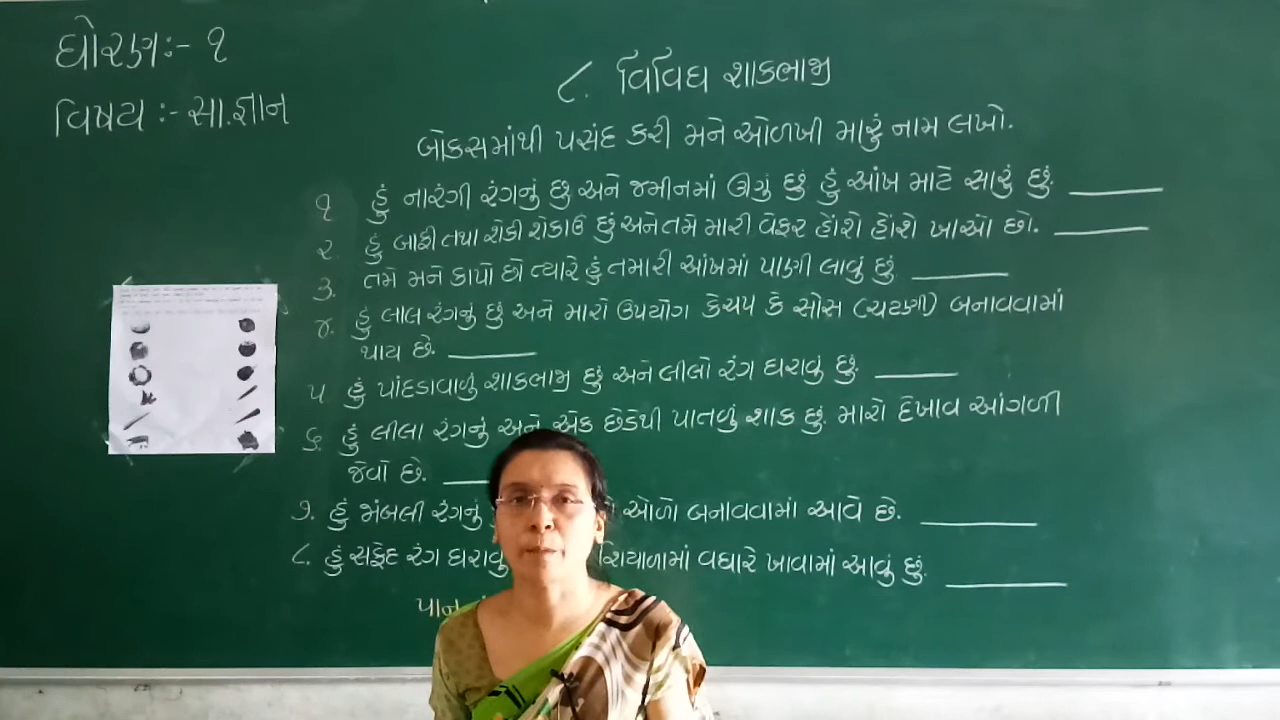 ધોરણઃ- ૧
વિષય :- સા.જ્ઞાન
૮. વિવિધ શાકભાજી
બોકસમાંથી પસંદ કરી મને ઓળખી મારું નામ લખો.
૧ હું નારંગી રંગનું છું અને જમીનમાં ઊગું છું હું આંખ માટે સારું છું.
૨. હું બાફી તથા શેકી શેકાઉ છું અને તમે મારી વેફર હોંશે હોંશે ખાઓ છો.
૩. તમે મને કાપો છો ત્યારે હું તમારી આંખમાં પાણી લાવું છું
૪. હું લાલ રંગનું છું અને મારો ઉપયોગ કેચપ કે સોસ (ચટણી) બનાવવામાં
થાય છે.
૫ હું પાંદડાવાળું શાકભાજી છું અને લીલો રંગ ધરાવું છું.
૬. હું લીલા રંગનું અને એક છેડેથી પાતળું શાક છું. મારો દેખાવ આંગળી
જેવો છે.
૭. હું જાંબલી રંગનું ઓળો બનાવવામાં આવે છે.
૮. હું સફેદ રંગ ધરાવું શિયાળામાં વધારે ખાવામાં આવું છું.
પાન